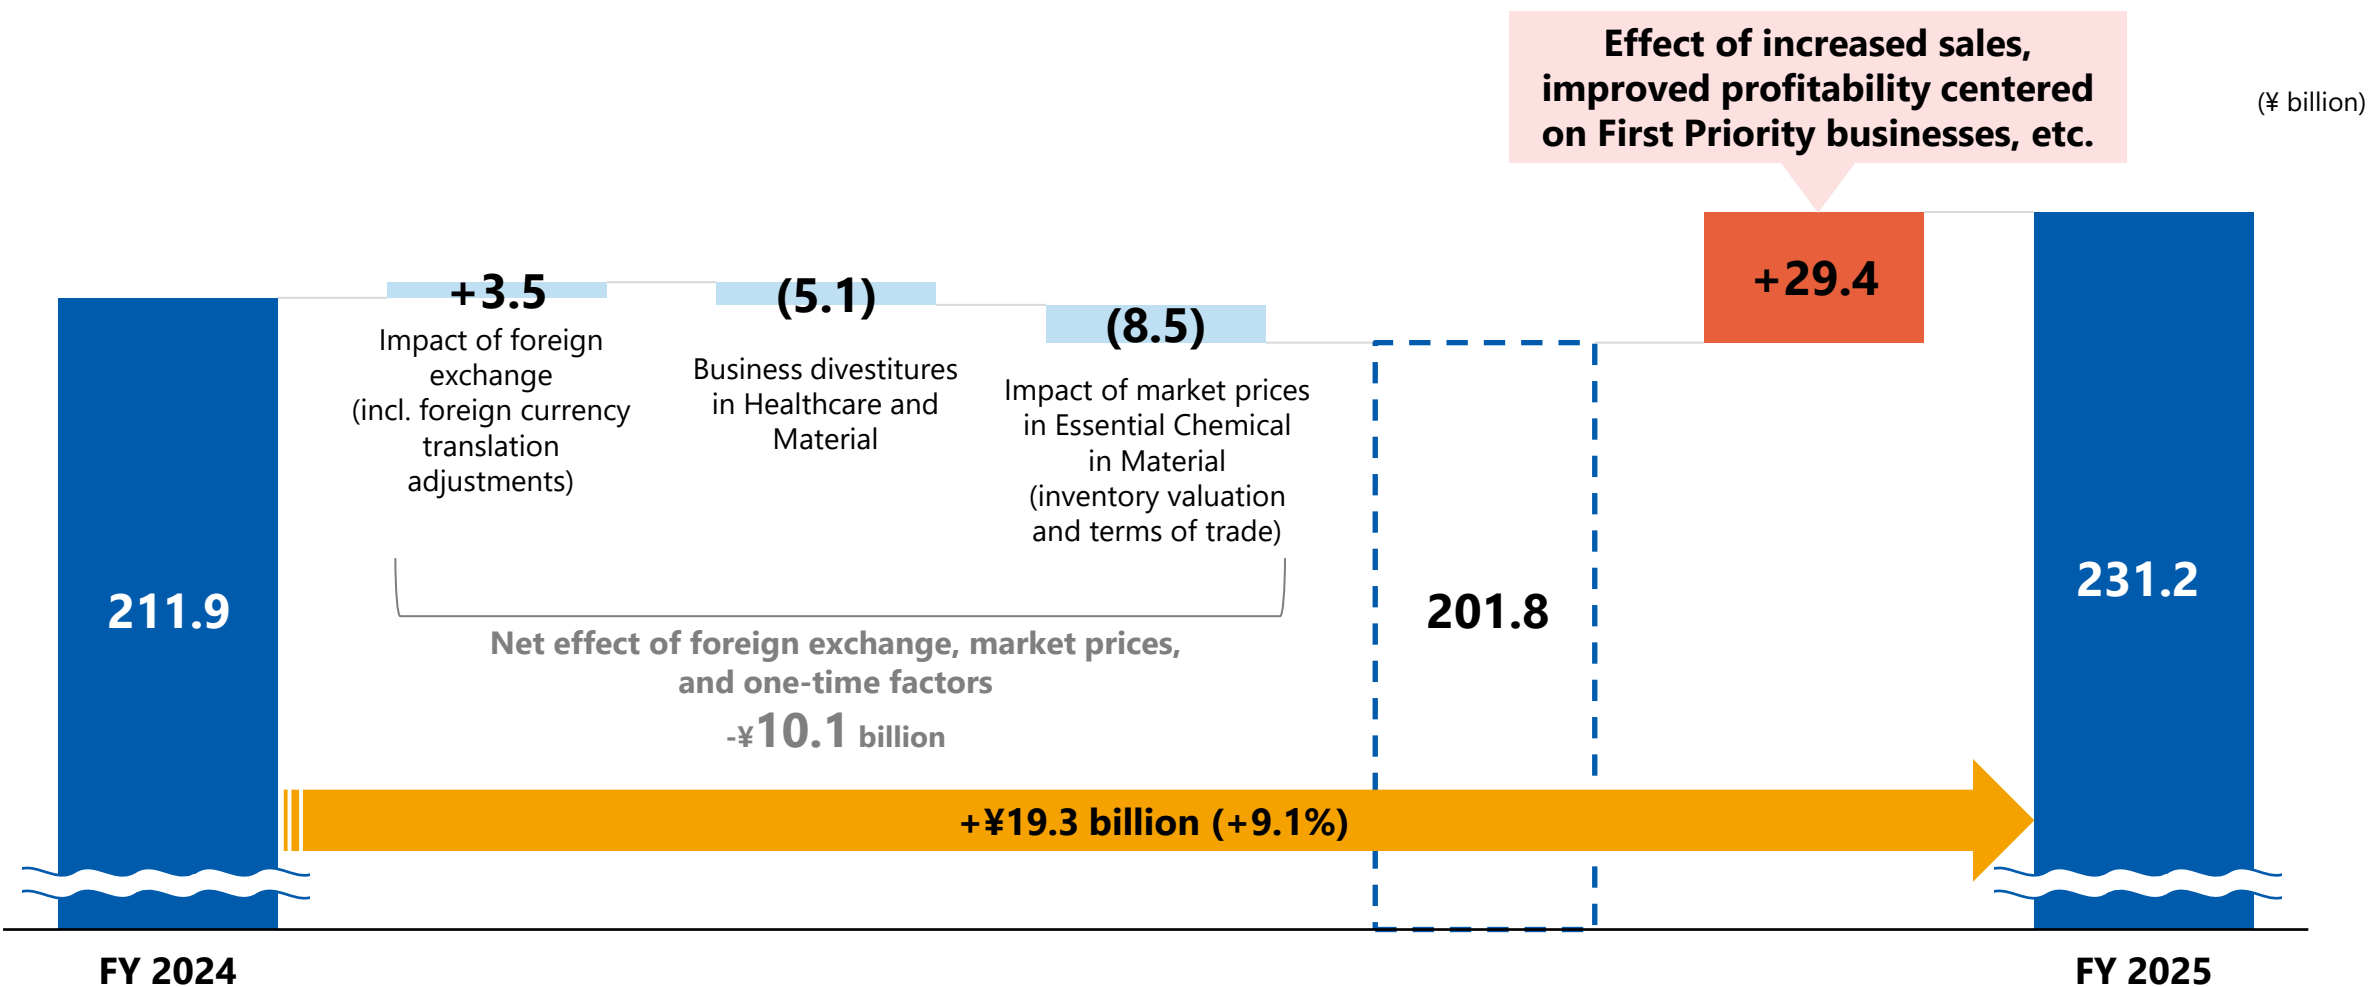 Effect of increased sales,
improved profitability centered
on First Priority businesses, etc.
(¥ billion)
+3.5
Impact of foreign
exchange
(incl. foreign currency
translation
adjustments)
(5.1)
Business divestitures
in Healthcare and
Material
(8.5)
Impact of market prices
in Essential Chemical
in Material
(inventory valuation
and terms of trade)
+29.4
211.9
201.8
231.2
Net effect of foreign exchange, market prices,
and one-time factors
-¥10.1 billion
+¥19.3 billion (+9.1%)
FY 2024
FY 2025